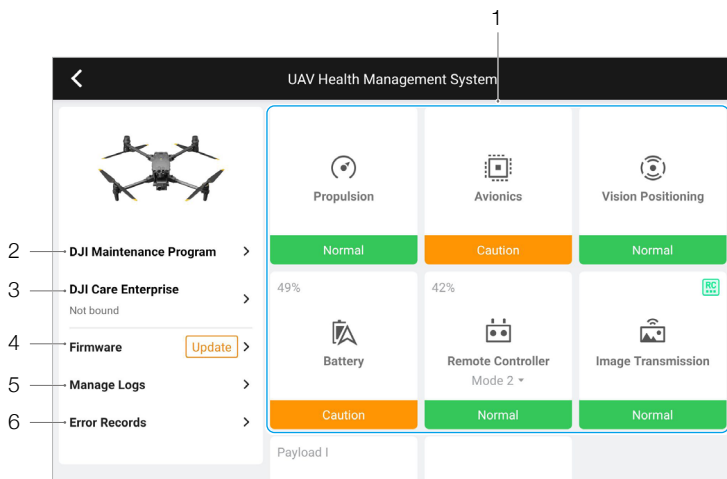 1
UAV Health Management System
Propulsion
Avionics
Vision Positioning
Normal
Caution
Normal
2
DJI Maintenance Program
3
DJI Care Enterprise
Not bound
4
Firmware
Update
5
Manage Logs
6
Error Records
49%
42%
RC
Battery
Remote Controller
Mode 2
Image Transmission
Caution
Normal
Normal
Payload I